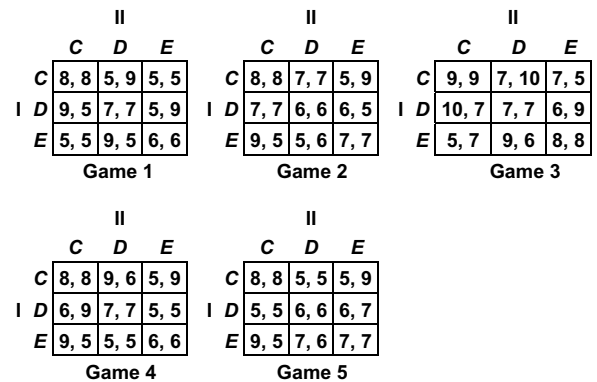 II II II
C D E C D E C D E
C 8, 8 5, 9 5, 5 C 8, 8 7, 7 5, 9 C 9, 9 7, 10 7, 5
I D 9, 5 7, 7 5, 9 I D 7, 7 6, 6 6, 5 I D 10, 7 7, 7 6, 9
E 5, 5 9, 5 6, 6 E 9, 5 5, 6 7, 7 E 5, 7 9, 6 8, 8
Game 1 Game 2 Game 3
II II
C D E C D E
C 8, 8 9, 6 5, 9 C 8, 8 5, 5 5, 9
I D 6, 9 7, 7 5, 5 I D 5, 5 6, 6 6, 7
E 9, 5 5, 5 6, 6 E 9, 5 7, 6 7, 7
Game 4 Game 5